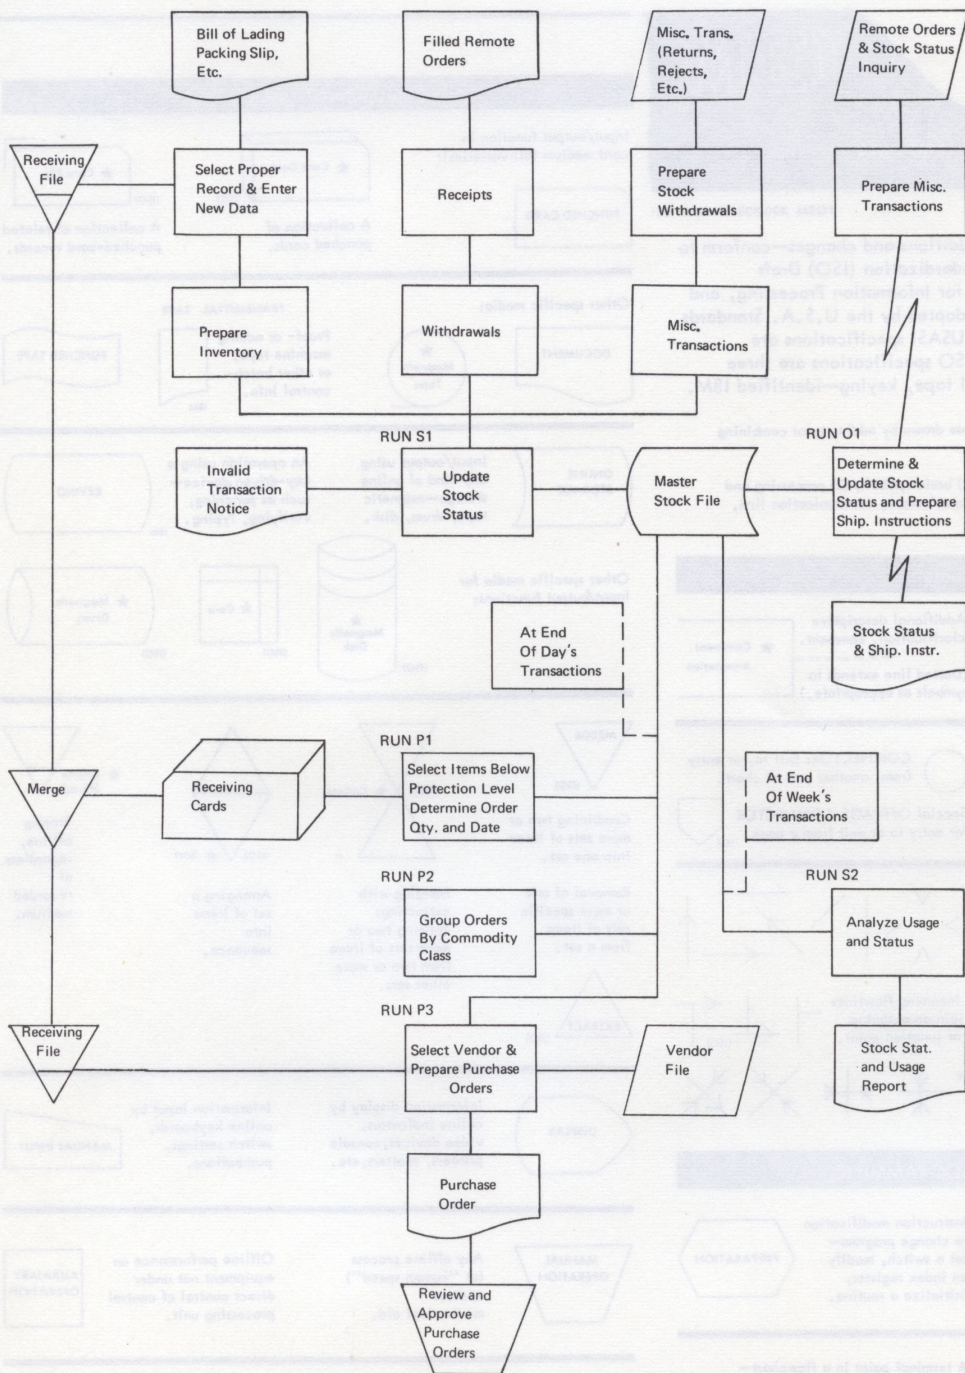 Bill of Lading
Packing Slip,
Etc.
Filled Remote
Orders
Misc. Trans.
(Returns,
Rejects,
Etc.)
Remote Orders
& Stock Status
Inquiry
Receiving
File
Select Proper
Record & Enter
New Data
Receipts
Prepare
Stock
Withdrawals
Prepare Misc.
Transactions
Prepare
Inventory
Withdrawals
Misc.
Transactions
RUN S1
RUN O1
Invalid
Transaction
Notice
Update
Stock
Status
Master
Stock File
Determine &
Update Stock
Status and Prepare
Ship. Instructions
At End
Of Day's
Transactions
Stock Status
& Ship. Instr.
RUN P1
Merge
Receiving
Cards
Select Items Below
Protection Level
Determine Order
Qty. and Date
At End
Of Week's
Transactions
RUN P2
RUN S2
Group Orders
By Commodity
Class
Analyze Usage
and Status
RUN P3
Receiving
File
Select Vendor &
Prepare Purchase
Orders
Vendor
File
Stock Stat.
and Usage
Report
Purchase
Order
Review and
Approve
Purchase
Orders